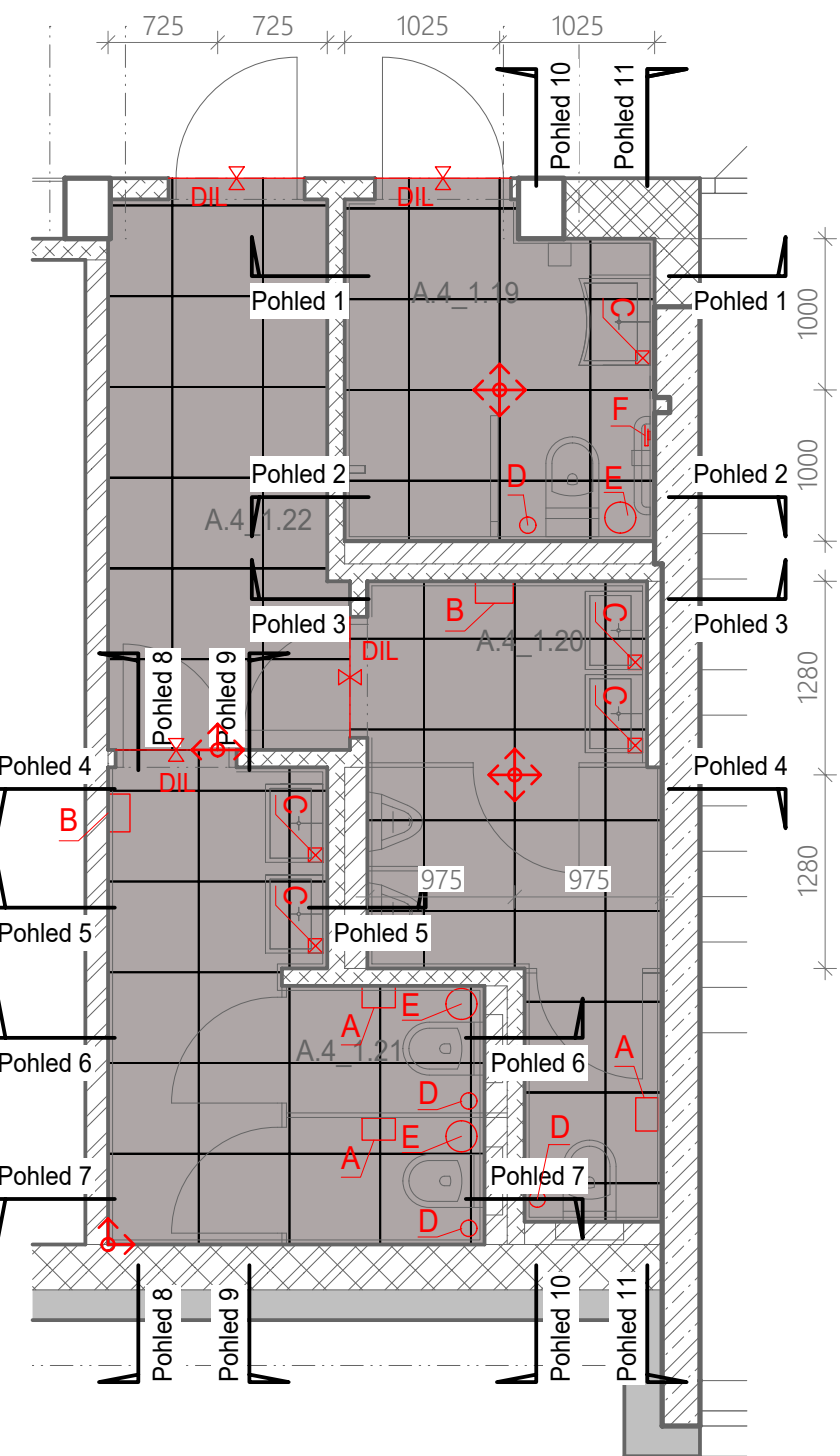 725 725 1025 1025
Pohled 10
Pohled 11
DIL DIL
Pohled 1 A.4_1.19 C Pohled 1
1000
F
Pohled 2 D E Pohled 2
1000
A.4_1.22
Pohled 3 B A.4_1.20 C Pohled 3
DIL
Pohled 8
Pohled 9
C
1280
Pohled 4 DIL Pohled 4
B C
975 975
1280
C
Pohled 5 Pohled 5
A E
Pohled 6 A.4_1.21 Pohled 6 A
D
A E D
Pohled 7 Pohled 7
D
Pohled 8
Pohled 9
Pohled 10
Pohled 11